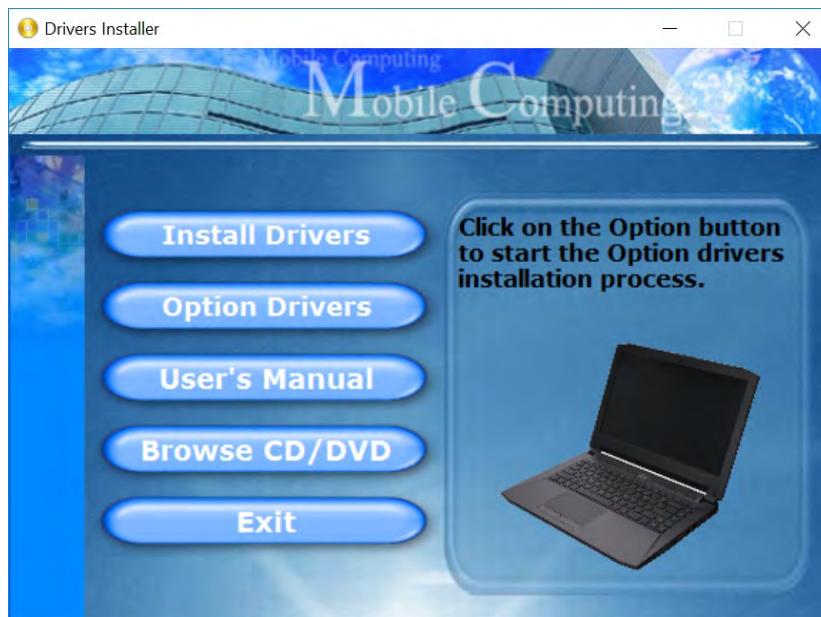 Drivers Installer
Mobile Computing
Mobile Computing
Install Drivers
Option Drivers
User's Manual
Browse CD/DVD
Exit
Click on the Option button
to start the Option drivers
installation process.